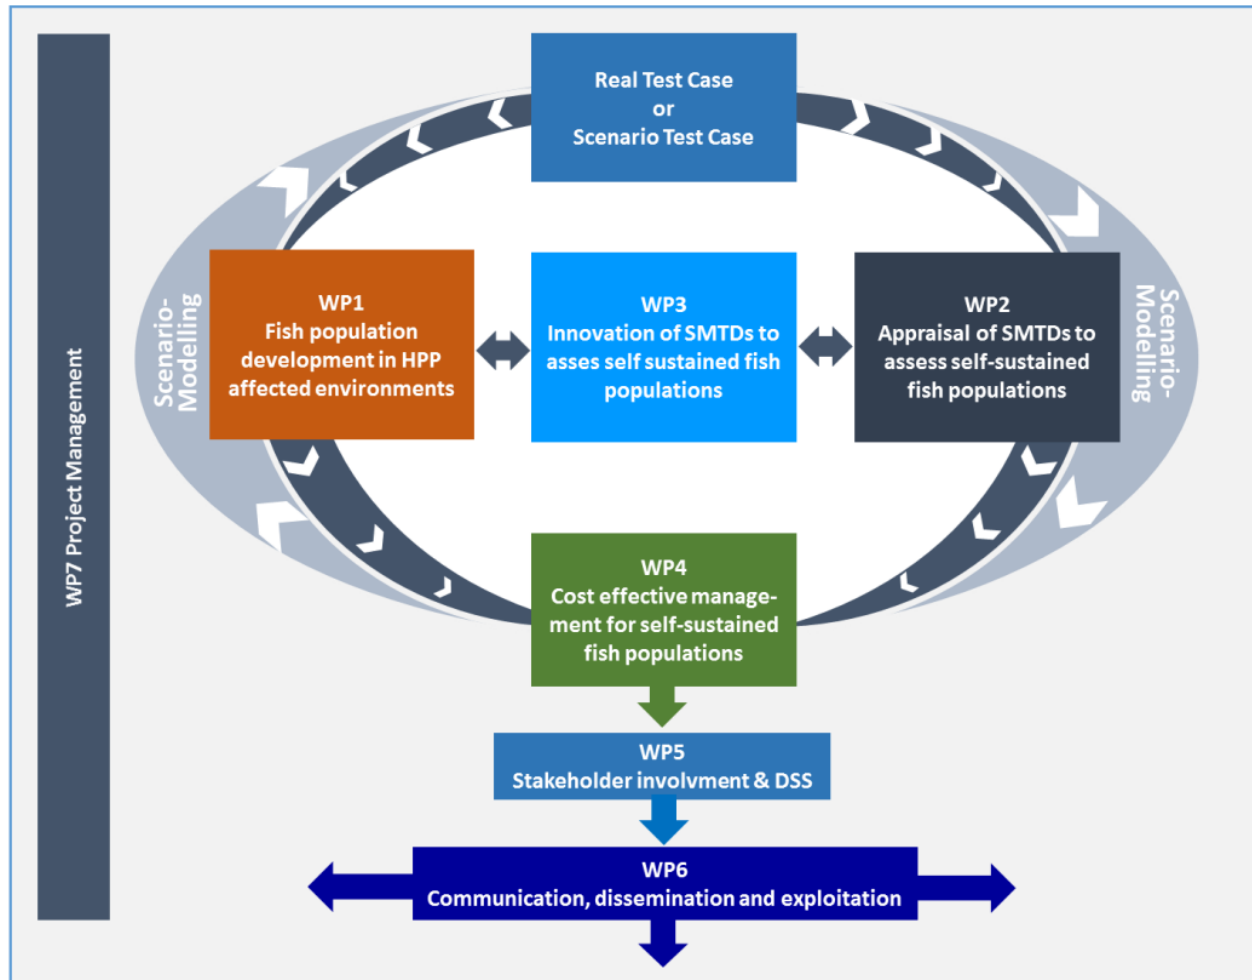 WP7 Project Management
Real Test Case
or
Scenario Test Case
Scenario-
Modelling
WP1
Fish population
development in HPP
affected environments
WP3
Innovation of SMTDs to
asses self sustained fish
populations
WP2
Appraisal of SMTDs to
assess self-sustained
fish populations
Scenario-
Modelling
WP4
Cost effective manage-
ment for self-sustained
fish populations
WP5
Stakeholder involvment & DSS
WP6
Communication, dissemination and exploitation